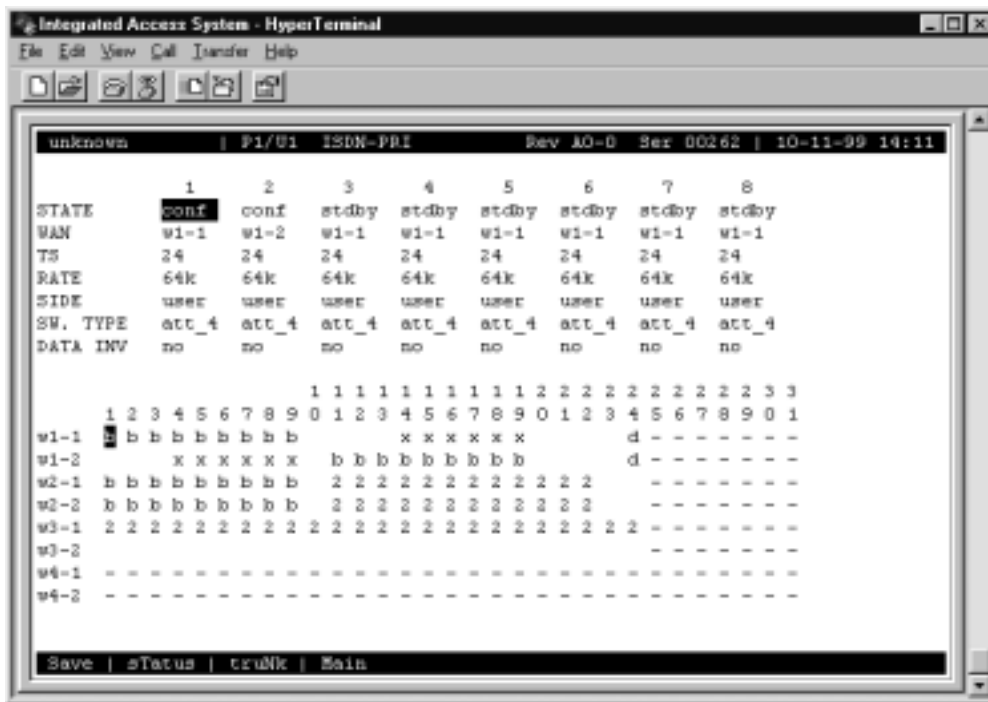 Integrated Access System - HyperTerminal
File Edit View Call Transfer Help
unknown | P1/U1 ISDN-PRI Rev A0-0 Ser 00262 | 10-11-99 14:11
1 2 3 4 5 6 7 8
STATE conf conf stdby stdby stdby stdby stdby stdby
WAN w1-1 w1-2 w1-1 w1-1 w1-1 w1-1 w1-1 w1-1
TS 24 24 24 24 24 24 24 24
RATE 64k 64k 64k 64k 64k 64k 64k 64k
SIDE user user user user user user user user
SW. TYPE att_4 att_4 att_4 att_4 att_4 att_4 att_4 att_4
DATA INV no no no no no no no no
1 1 1 1 1 1 1 1 1 1 2 2 2 2 2 2 2 2 2 2 3 3
1 2 3 4 5 6 7 8 9 0 1 2 3 4 5 6 7 8 9 0 1 2 3 4 5 6 7 8 9 0 1
w1-1 b b b b b b b b b x x x x x x d - - - - - - -
w1-2 x x x x x x b b b b b b b b b d - - - - - - -
w2-1 b b b b b b b b b 2 2 2 2 2 2 2 2 2 2 2 2 - - - - - - -
w2-2 b b b b b b b b b 2 2 2 2 2 2 2 2 2 2 2 2 - - - - - - -
w3-1 2 2 2 2 2 2 2 2 2 2 2 2 2 2 2 2 2 2 2 2 2 2 2 2 - - - - - - -
w3-2 - - - - - - -
w4-1 - - - - - - - - - - - - - - - - - - - - - - - - - - - - - - -
w4-2 - - - - - - - - - - - - - - - - - - - - - - - - - - - - - - -
Save | sTatus | truNk | Main